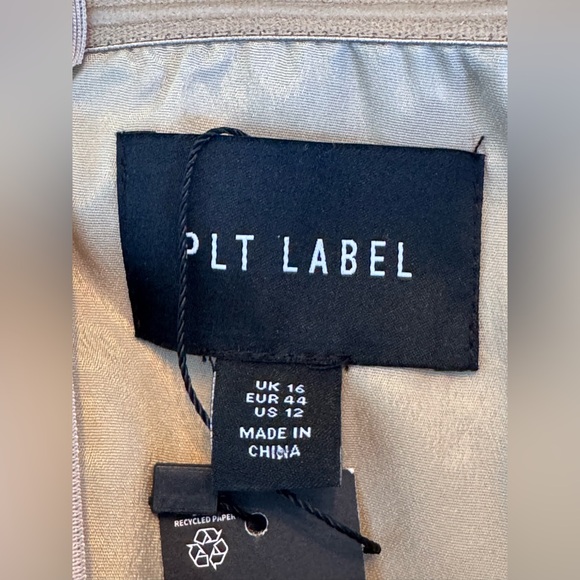 PLT LABEL
UK 16
EUR 44
US 12
MADE IN
CHINA
RECYCLED PAPER